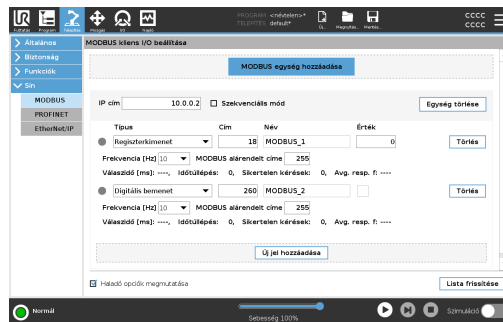 UR
Futtatás Program Telepítés Mozgás I/O Napló
PROGRAM <névtelen>*
TELEPÍTÉS default*
Új... Megnyitás... Mentés...
CCCC
CCCC
Általános
Biztonság
Funkciók
Sín
MODBUS
PROFINET
EtherNet/IP
MODBUS kliens I/O beállítása
MODBUS egység hozzáadása
IP cím 10.0.0.2 Szekvenciális mód Egység törlése
Típus Cím Név Érték
Regiszterkimenet 18 MODBUS_1 0 Törlés
Frekvencia [Hz] 10 MODBUS alárendelt címe 255
Válaszidő [ms]: ----, Időtúllépés: 0, Sikertelen kérések: 0, Avg. resp. f: ----
Digitális bemenet 260 MODBUS_2 Törlés
Frekvencia [Hz] 10 MODBUS alárendelt címe 255
Válaszidő [ms]: ----, Időtúllépés: 0, Sikertelen kérések: 0, Avg. resp. f: ----
Új jel hozzáadása
Haladó opciók megmutatása Lista frissítése
Normál
Sebesség 100%
Szimuláció